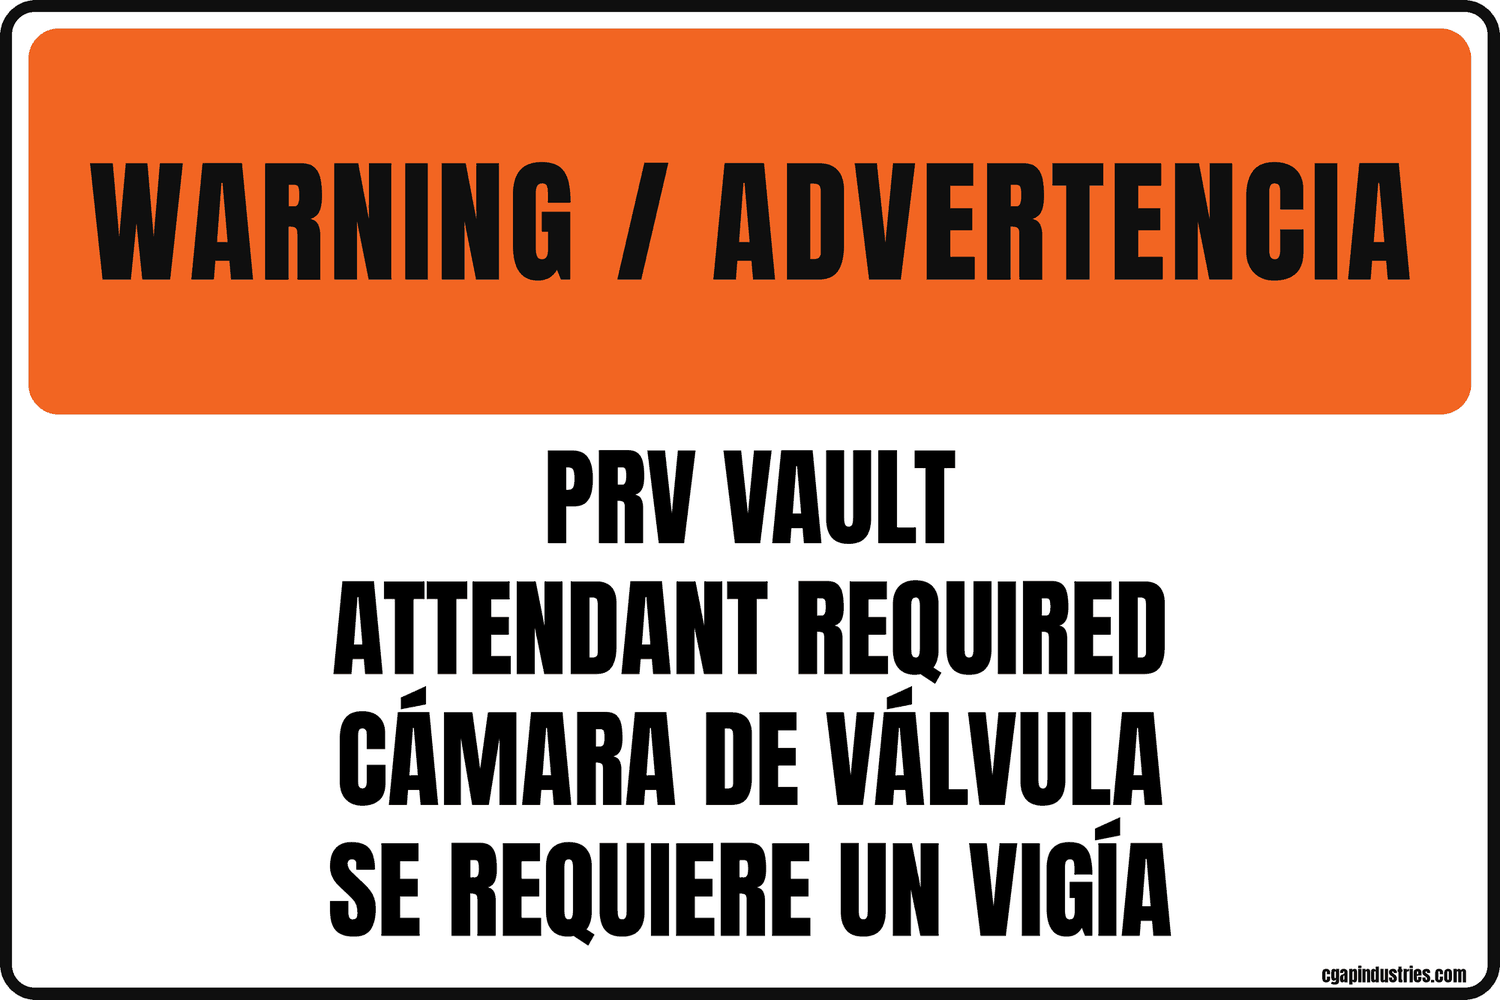 WARNING / ADVERTENCIA
PRV VAULT
ATTENDANT REQUIRED
CÁMARA DE VÁLVULA
SE REQUIERE UN VIGÍA
cgapindustries.com